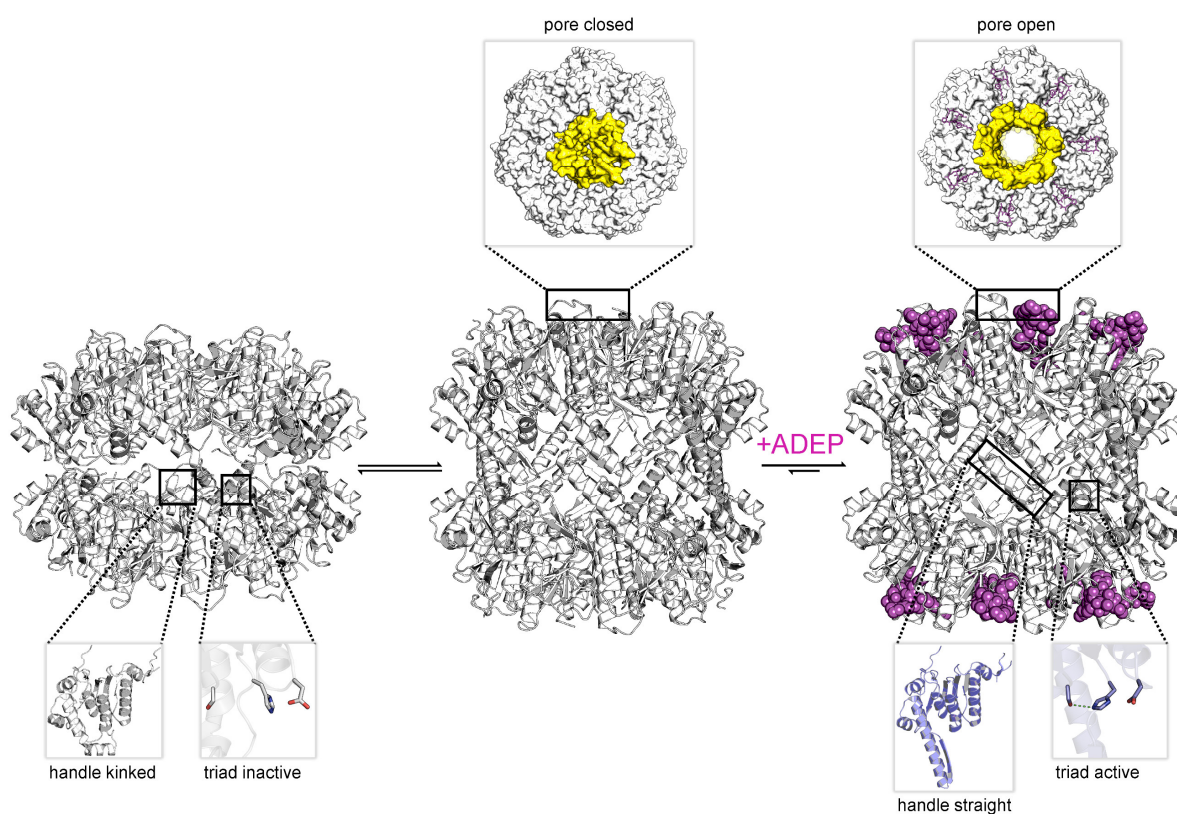 pore closed
pore open
+ADEP
handle kinked
triad inactive
handle straight
triad active